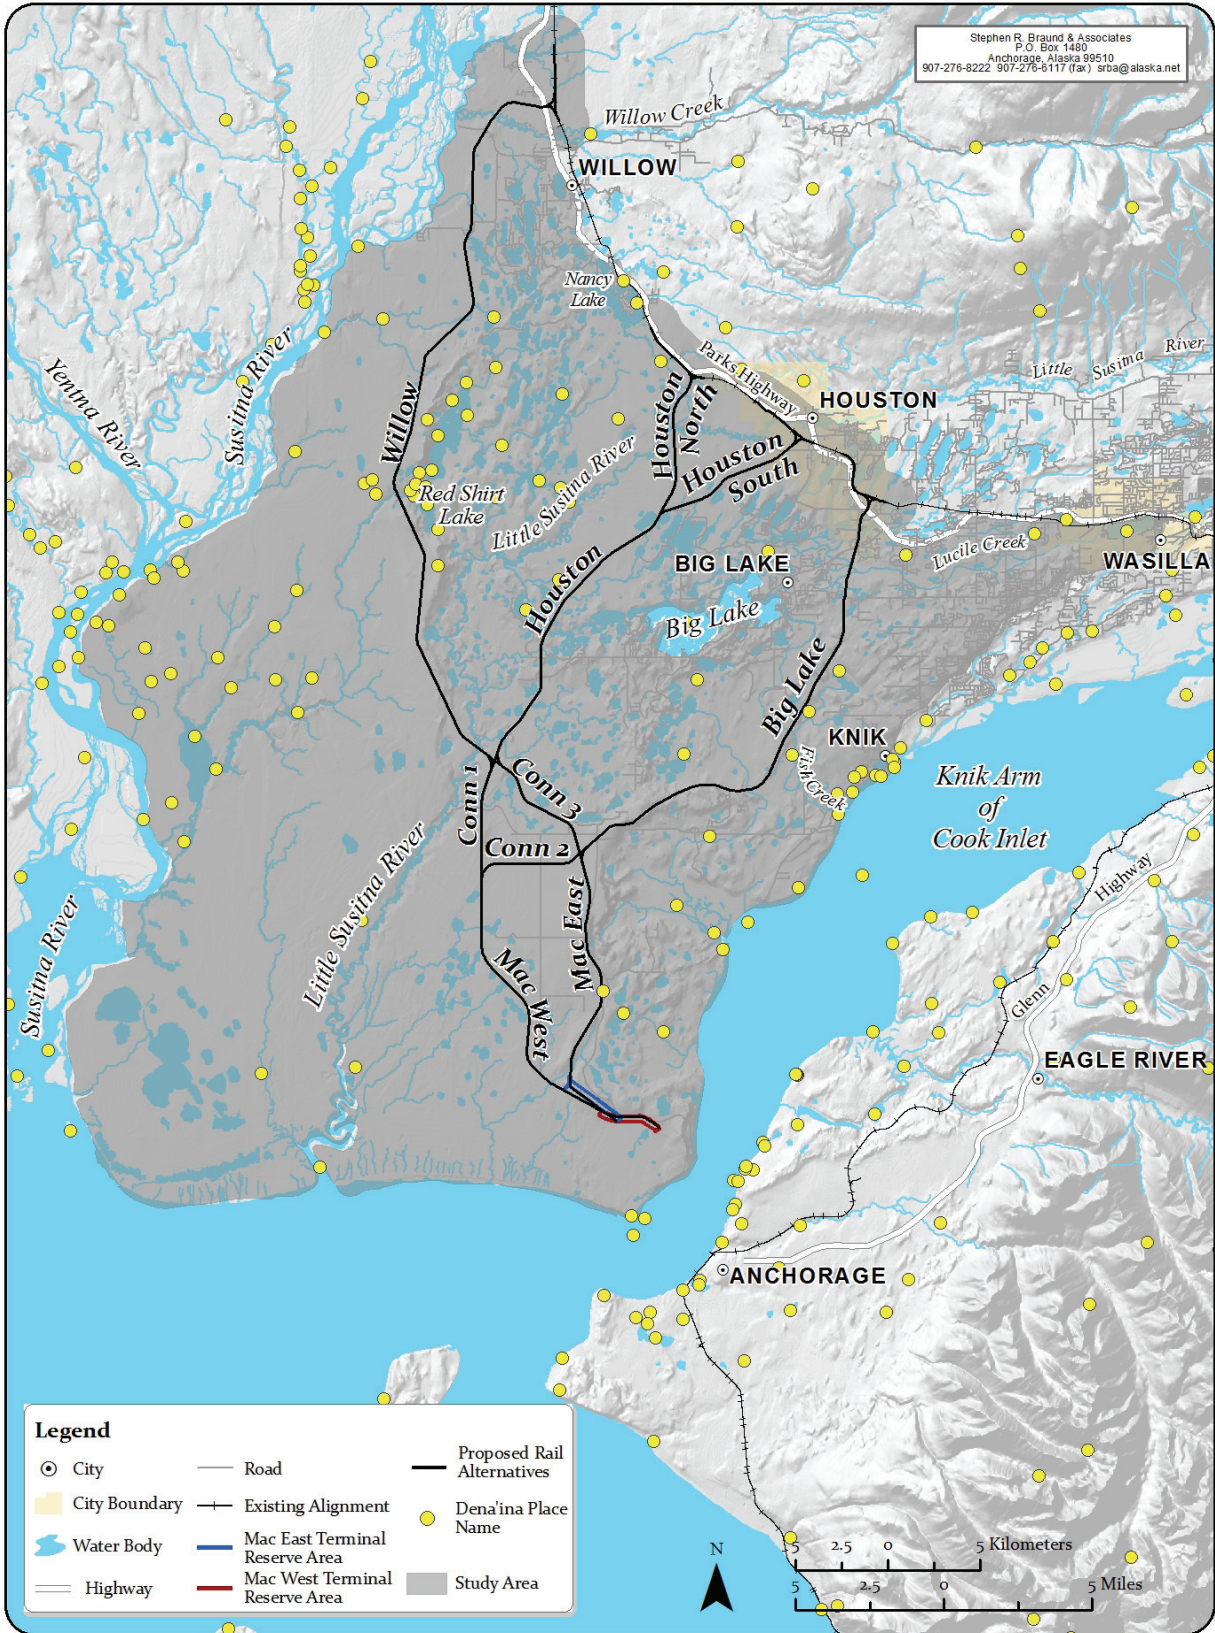 Stephen R. Braund & Associates
P.O. Box 1480
Anchorage, Alaska 99510
907-276-8222 907-276-6117 (fax) srba@alaska.net
Willow Creek
WILLOW
Nancy
Lake
Susitna River
Yentna River
Parks Highway
Little Susitna River
HOUSTON
Willow
Houston
North
Houston
South
Red Shirt
Lake
Little Susitna River
Houston
BIG LAKE
Big Lake
Lucile Creek
WASILLA
Big Lake
KNIK
Fish Creek
Knik Arm
of
Cook Inlet
Conn 1
Conn 3
Conn 2
Little Susitna River
Susitna River
Mac East
Mac West
Glenn
Highway
EAGLE RIVER
ANCHORAGE
Legend
City
City Boundary
Water Body
Highway
Road
Existing Alignment
Mac East Terminal
Reserve Area
Mac West Terminal
Reserve Area
Proposed Rail
Alternatives
Dena'ina Place
Name
Study Area
N
5 2.5 0 5 Kilometers
5 2.5 0 5 Miles